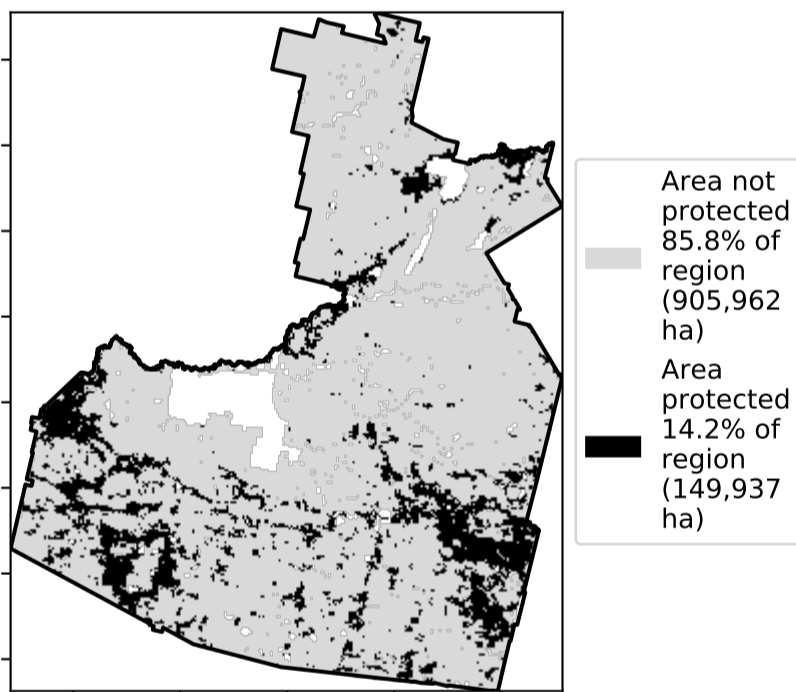 Area not
protected
85.8% of
region
(905,962
ha)
Area
protected
14.2% of
region
(149,937
ha)